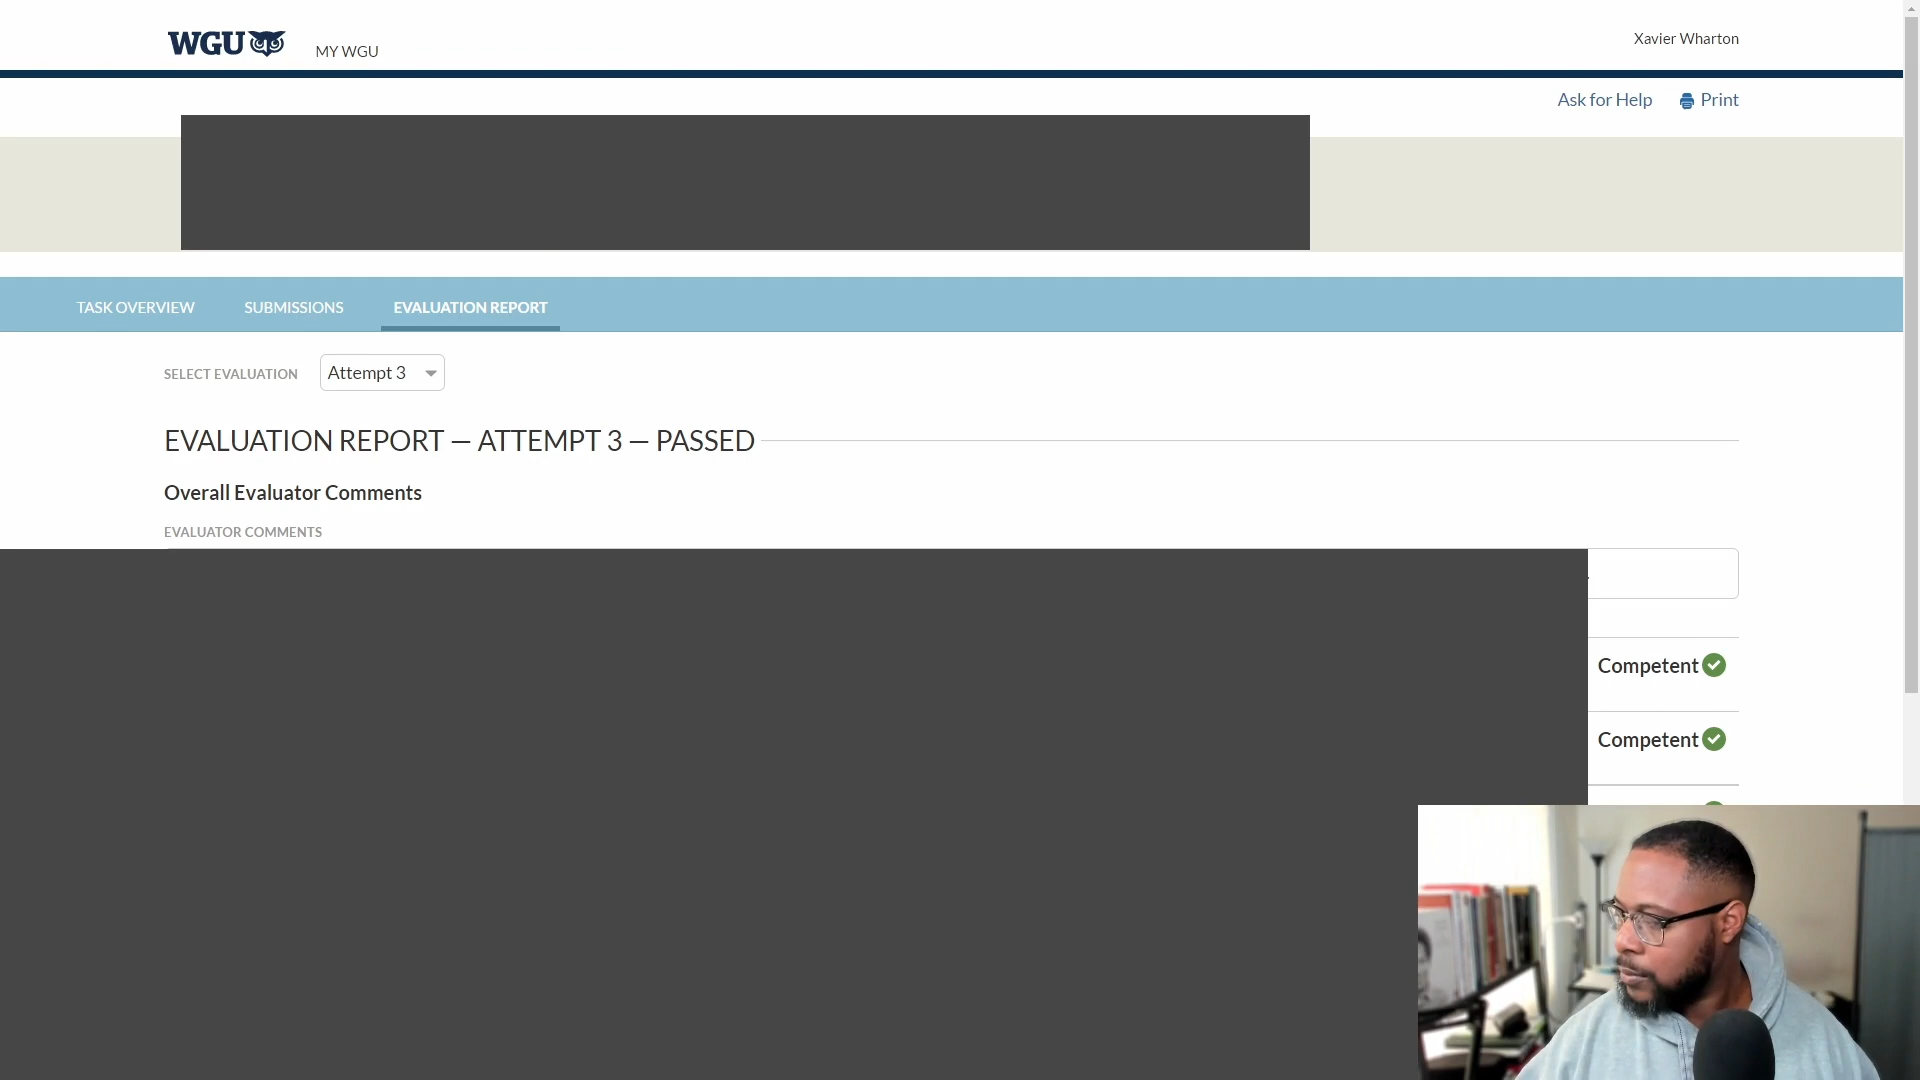 WGU
MY WGU
Xavier Wharton
Ask for Help
Print
TASK OVERVIEW
SUBMISSIONS
EVALUATION REPORT
SELECT EVALUATION
Attempt 3
EVALUATION REPORT — ATTEMPT 3 — PASSED
Overall Evaluator Comments
EVALUATOR COMMENTS
Competent
Competent